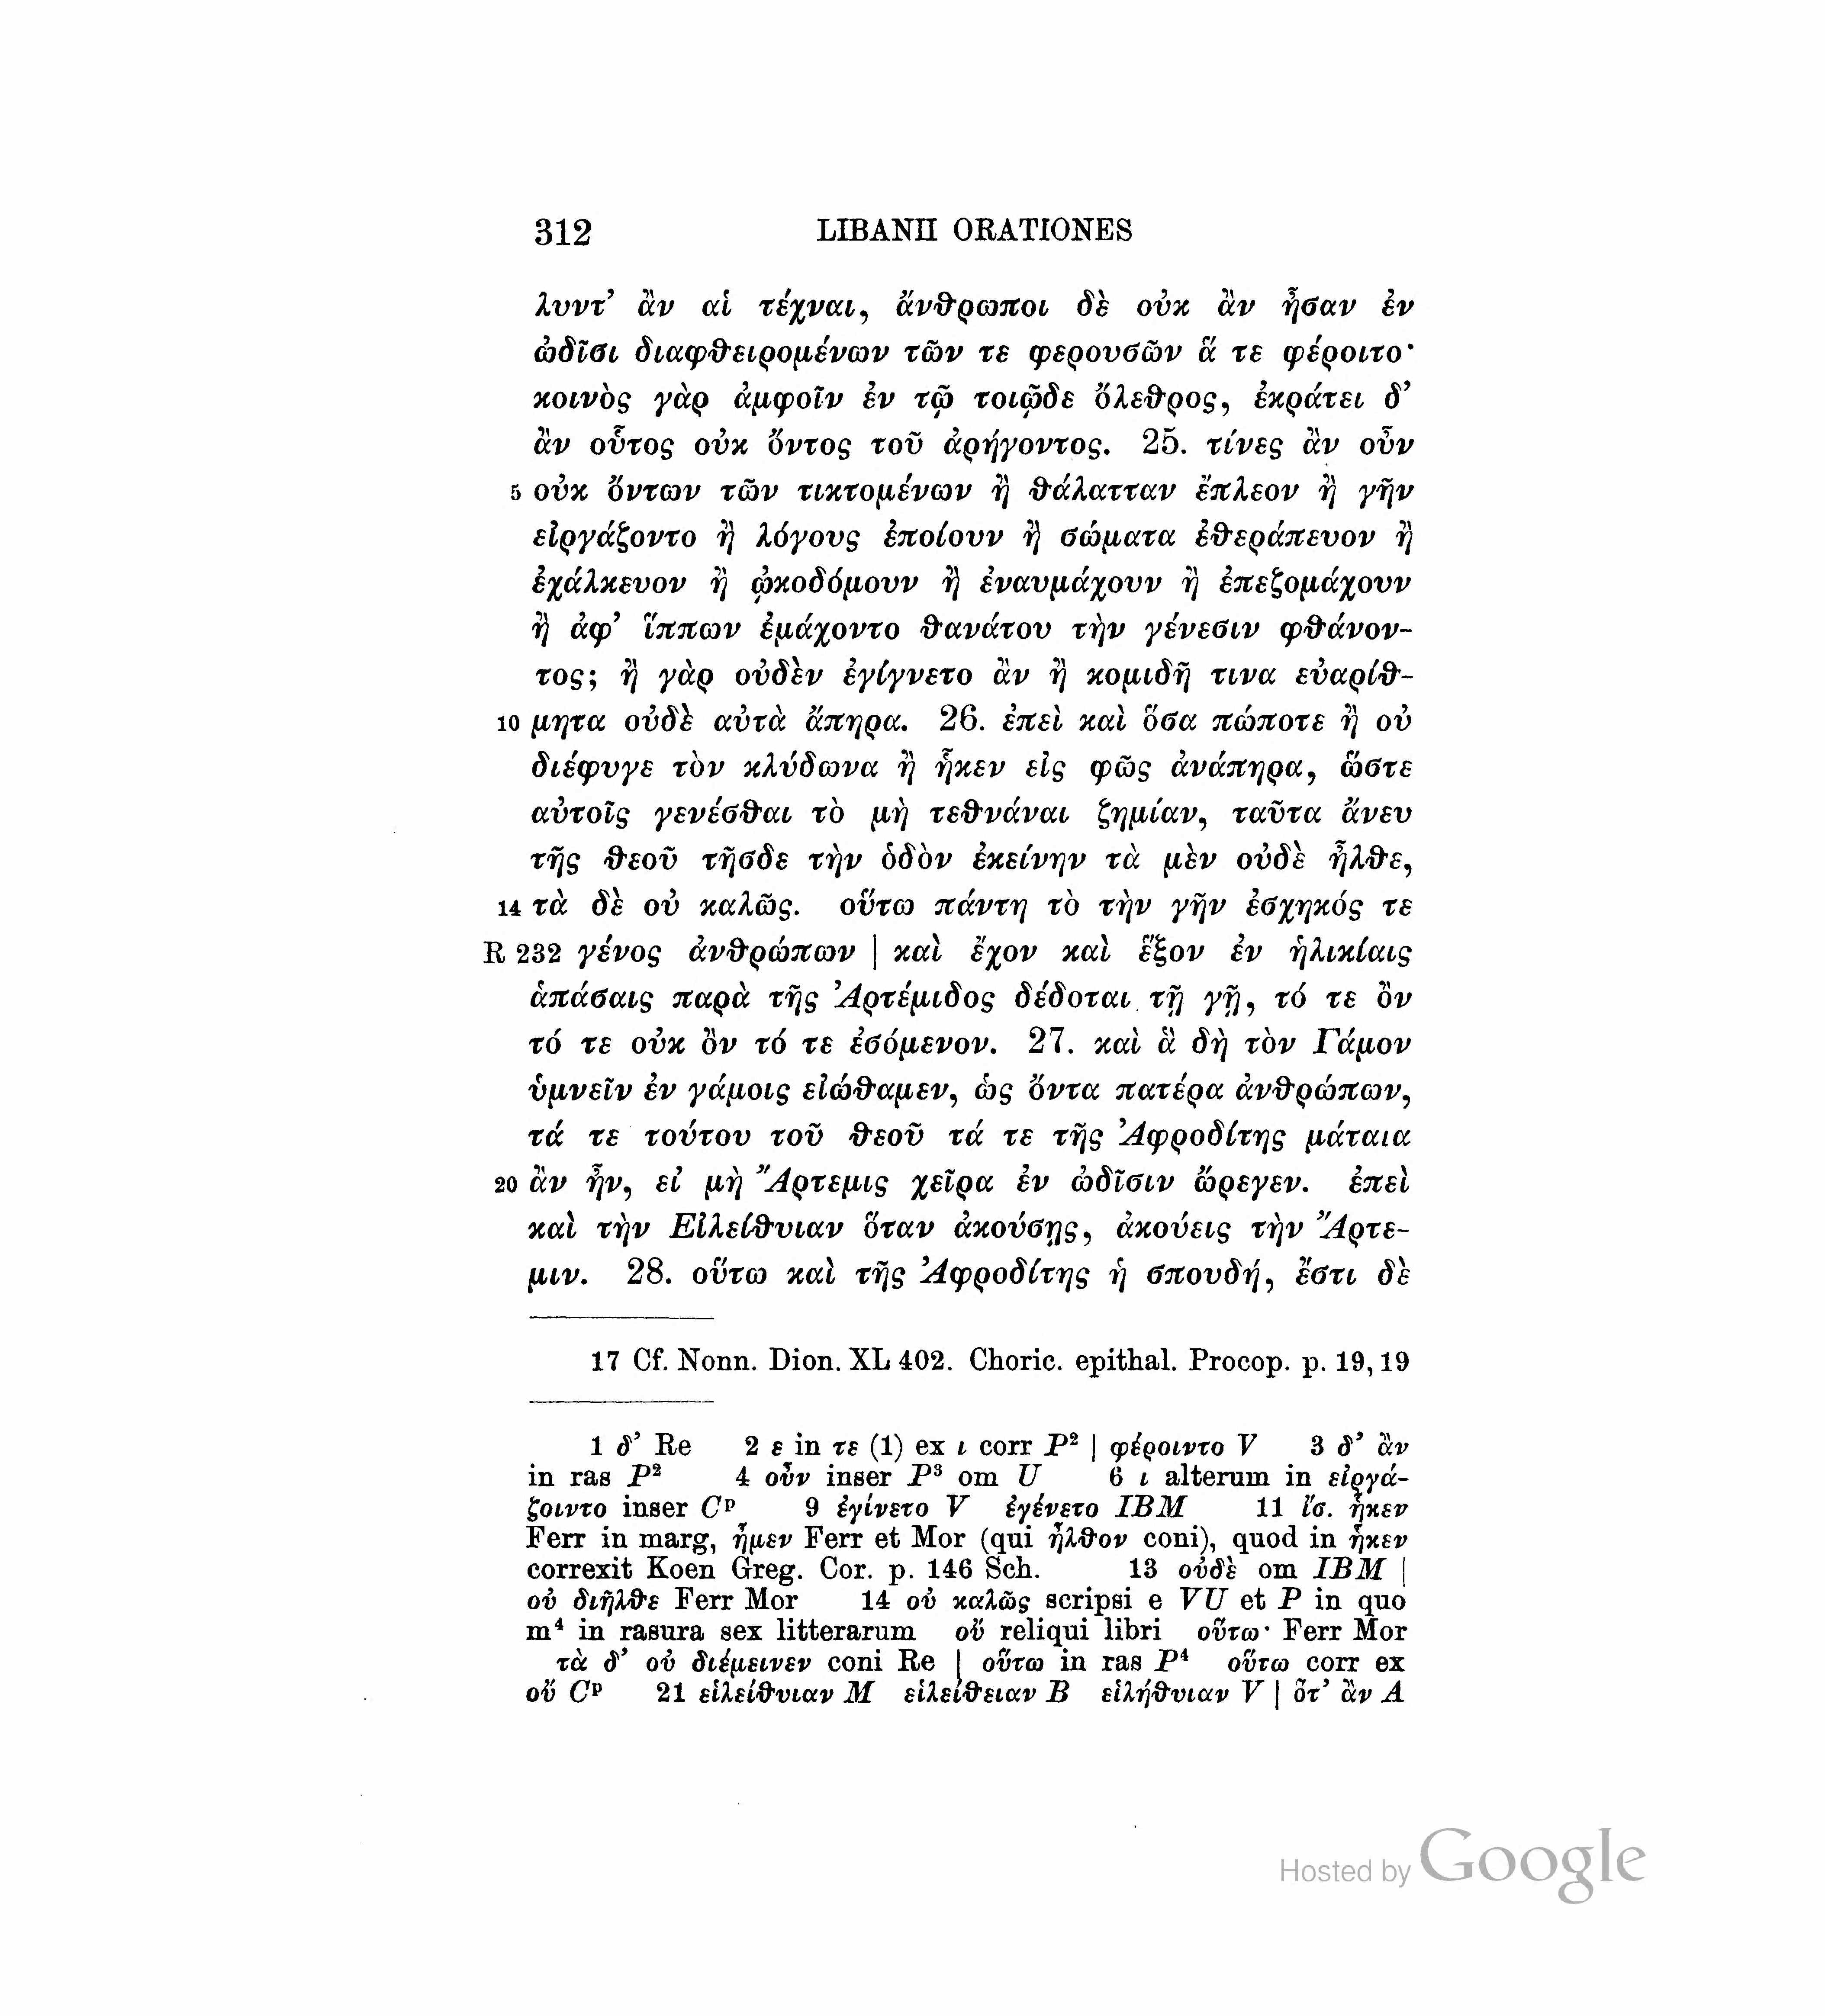 312 LIBANII ORATIONES
λυντ’ ἂν αἱ τέχναι, ἄνθρωποι δὲ οὐκ ἂν ἦσαν ἐν
ὠδῖσι διαφθειρομένων τῶν τε φερουσῶν ἅ τε φέροιτο·
κοινὸς γὰρ ἀμφοῖν ἐν τῷ τοιῷδε ὄλεθρος, ἐκράτει δ’
ἂν οὗτος οὐκ ὄντος τοῦ ἀρήγοντος. 25. τίνες ἂν οὖν
5 οὐκ ὄντων τῶν τικτομένων ἢ θάλατταν ἔπλεον ἢ γῆν
εἰργάζοντο ἢ λόγους ἐποίουν ἢ σώματα ἐθεράπευον ἢ
ἐχάλκευον ἢ ᾠκοδόμουν ἢ ἐναυμάχουν ἢ ἐπεζομάχουν
ἢ ἀφ’ ἵππων ἐμάχοντο θανάτου τὴν γένεσιν φθάνον-
τος; ἢ γὰρ οὐδὲν ἐγίγνετο ἂν ἢ κομιδῆ τινα εὐαρίθ-
10 μητα οὐδὲ αὐτὰ ἄπηρα. 26. ἐπεὶ καὶ ὅσα πώποτε ἢ οὐ
διέφυγε τὸν κλύδωνα ἢ ἧκεν εἰς φῶς ἀνάπηρα, ὥστε
αὐτοῖς γενέσθαι τὸ μὴ τεθνάναι ζημίαν, ταῦτα ἄνευ
τῆς θεοῦ τῆσδε τὴν ὁδὸν ἐκείνην τὰ μὲν οὐδὲ ἦλθε,
14 τὰ δὲ οὐ καλῶς. οὕτω πάντη τὸ τὴν γῆν ἐσχηκός τε
R 232 γένος ἀνθρώπων | καὶ ἔχον καὶ ἕξον ἐν ἡλικίαις
ἁπάσαις παρὰ τῆς Ἀρτέμιδος δέδοται τῇ γῇ, τό τε ὂν
τό τε οὐκ ὂν τό τε ἐσόμενον. 27. καὶ ἃ δὴ τὸν Γάμον
ὑμνεῖν ἐν γάμοις εἰώθαμεν, ὡς ὄντα πατέρα ἀνθρώπων,
τά τε τούτου τοῦ θεοῦ τά τε τῆς Ἀφροδίτης μάταια
20 ἂν ἦν, εἰ μὴ Ἄρτεμις χεῖρα ἐν ὠδῖσιν ὤρεγεν. ἐπεὶ
καὶ τὴν Εἰλείθυιαν ὅταν ἀκούσῃς, ἀκούεις τὴν Ἄρτε-
μιν. 28. οὕτω καὶ τῆς Ἀφροδίτης ἡ σπουδή, ἔστι δὲ
17 Cf. Nonn. Dion. XL 402. Choric. epithal. Procop. p. 19,19
1 δ’ Re 2 ε in τε (1) ex ι corr P² | φέροιντο V 3 δ’ ἂν
in ras P² 4 οὖν inser P³ om U 6 ι alterum in εἰργά-
ζοιντο inser Cᵖ 9 ἐγίνετο V ἐγένετο IBM 11 ἴσ. ἧκεν
Ferr in marg, ἦμεν Ferr et Mor (qui ἦλθον coni), quod in ἧκεν
correxit Koen Greg. Cor. p. 146 Sch. 13 οὐδὲ om IBM |
οὐ διῆλθε Ferr Mor 14 οὐ καλῶς scripsi e VU et P in quo
m⁴ in rasura sex litterarum οὔ reliqui libri οὕτω· Ferr Mor
τὰ δ’ οὐ διέμεινεν coni Re | οὕτω in ras P⁴ οὕτω corr ex
οὔ Cᵖ 21 εἰλείθυιαν M εἰλείθειαν B εἰλήθυιαν V | ὅτ’ ἂν A
Hosted by Google